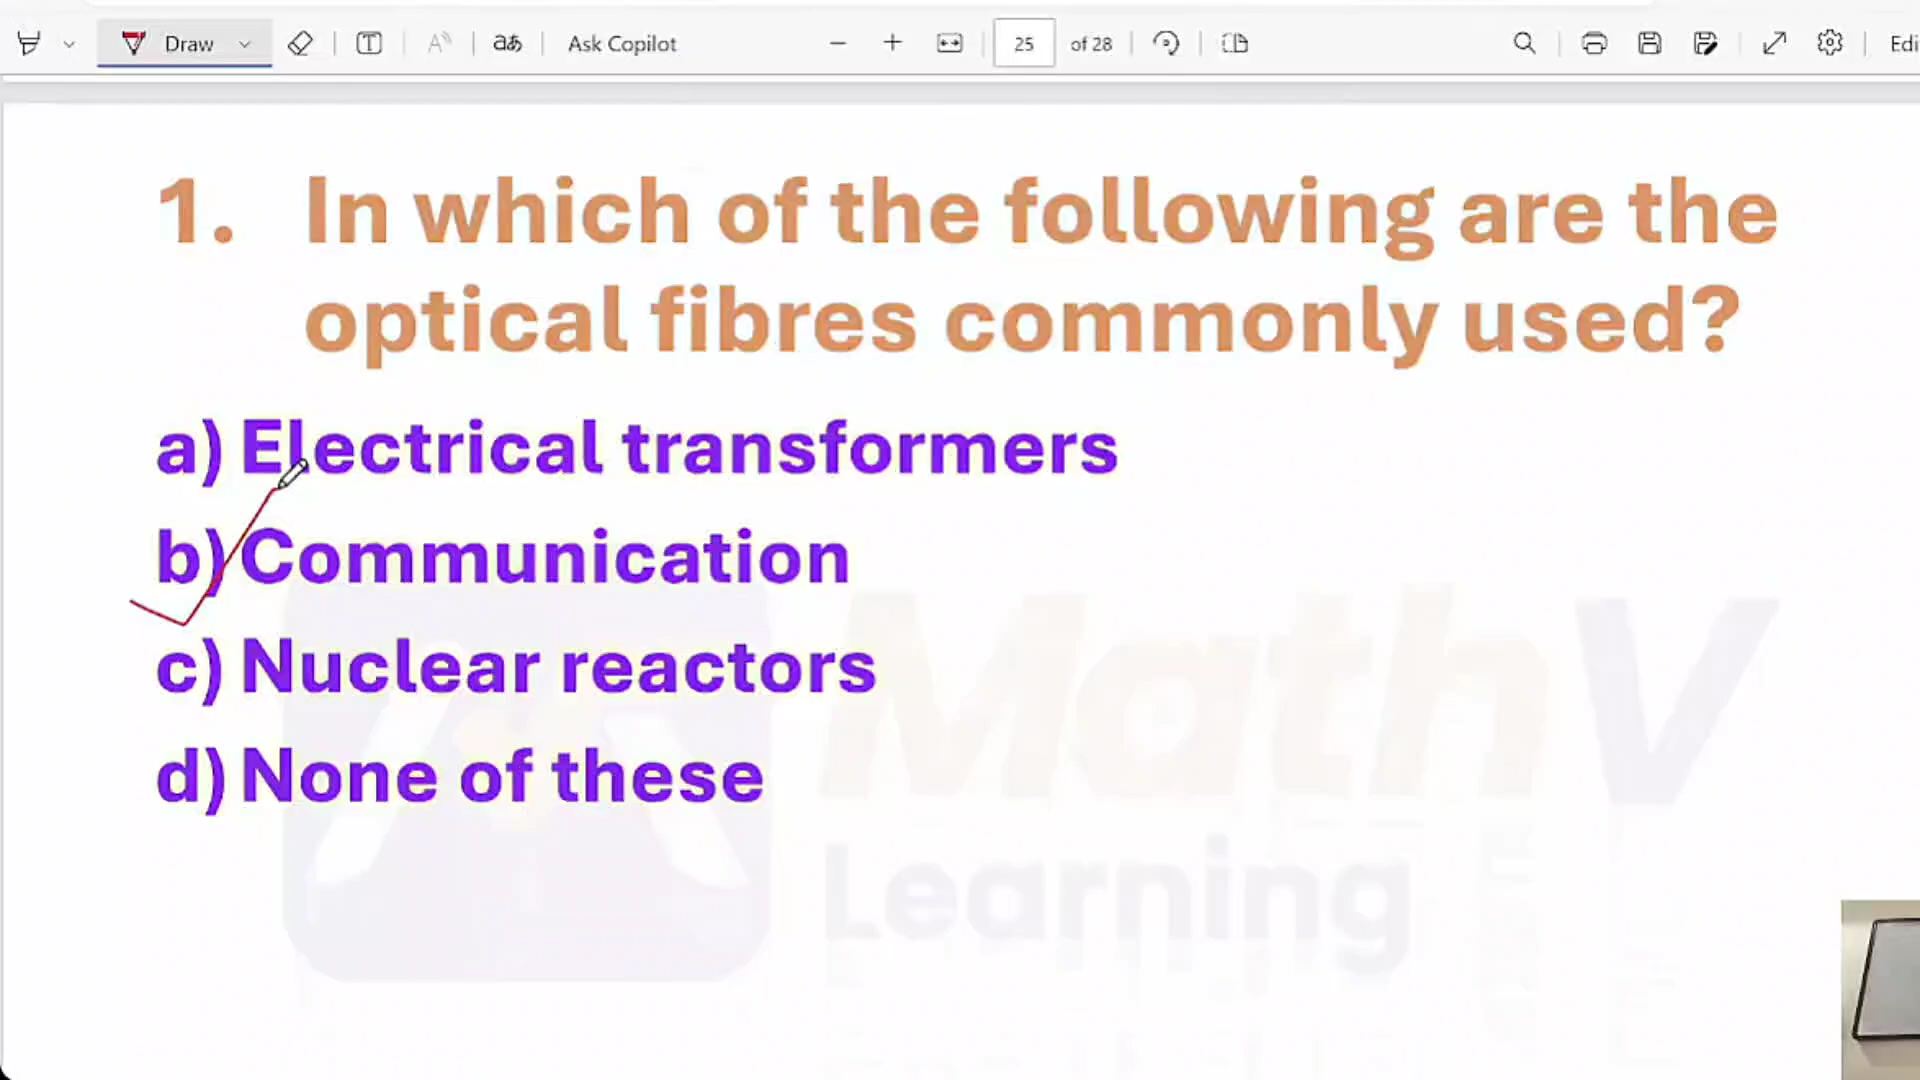 Draw
Ask Copilot
25 of 28
Edi
1. In which of the following are the
optical fibres commonly used?
a) Electrical transformers
b) Communication
c) Nuclear reactors
d) None of these
MathV
Learning